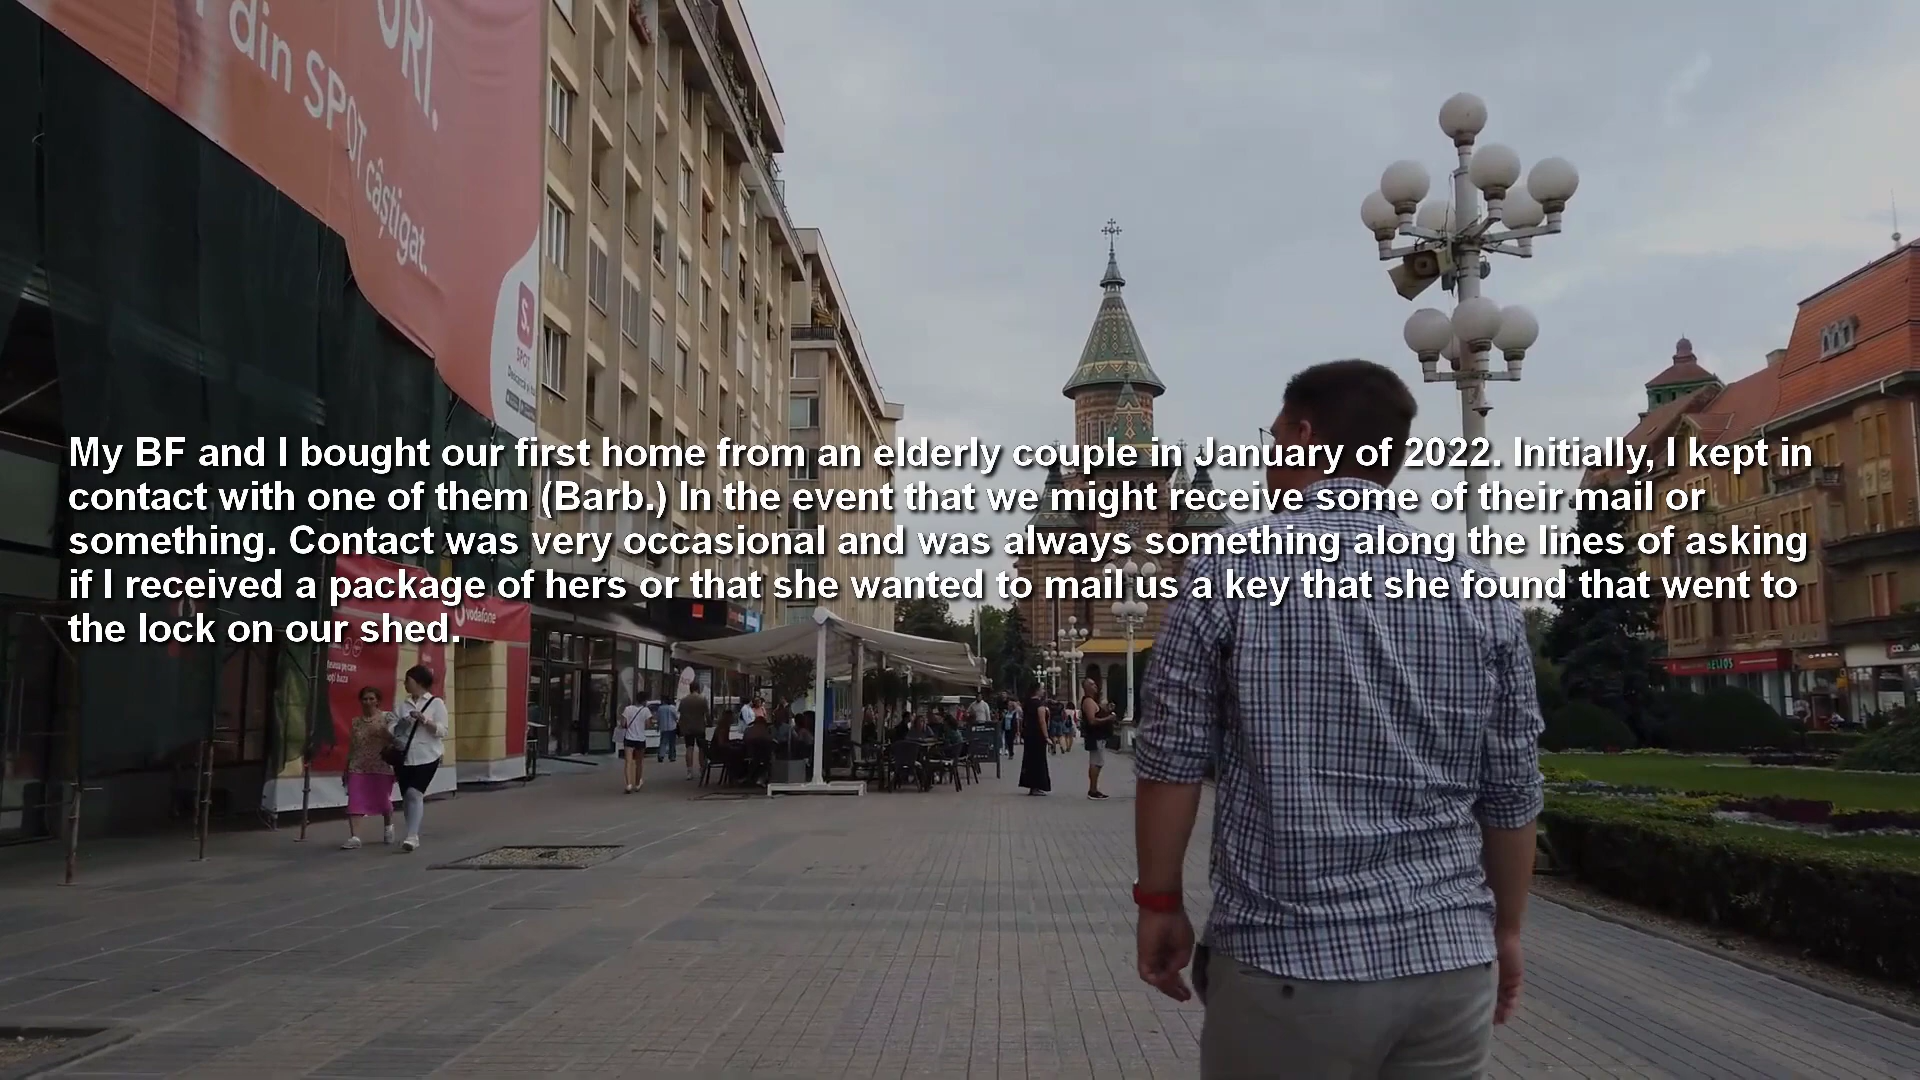 ORI.
din SPOT câștigat.
S.
SPOT
My BF and I bought our first home from an elderly couple in January of 2022. Initially, I kept in
contact with one of them (Barb.) In the event that we might receive some of their mail or
something. Contact was very occasional and was always something along the lines of asking
if I received a package of hers or that she wanted to mail us a key that she found that went to
the lock on our shed.
vodafone
HELIOS